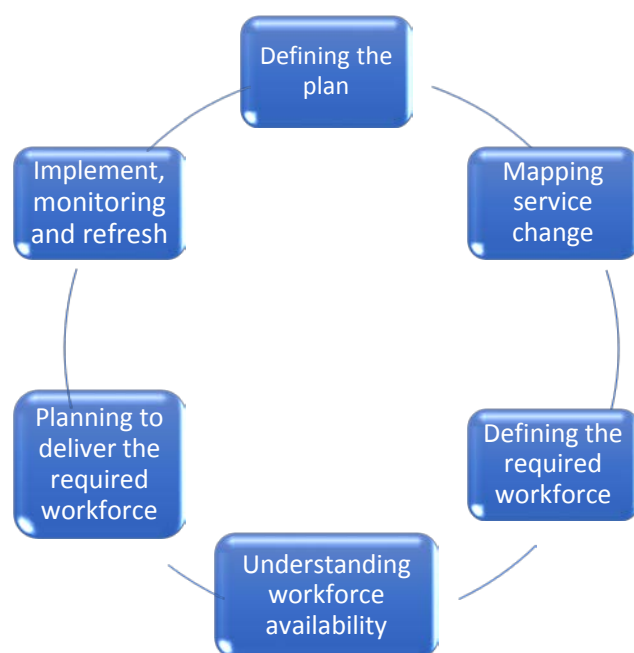 Defining the
plan
Mapping
service
change
Defining the
required
workforce
Understanding
workforce
availability
Planning to
deliver the
required
workforce
Implement,
monitoring
and refresh